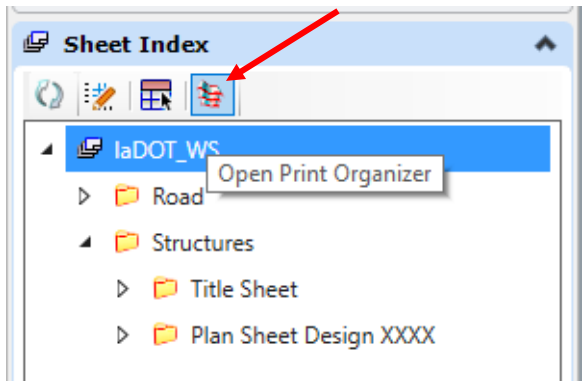 Sheet Index
IaDOT_WS
Open Print Organizer
Road
Structures
Title Sheet
Plan Sheet Design XXXX